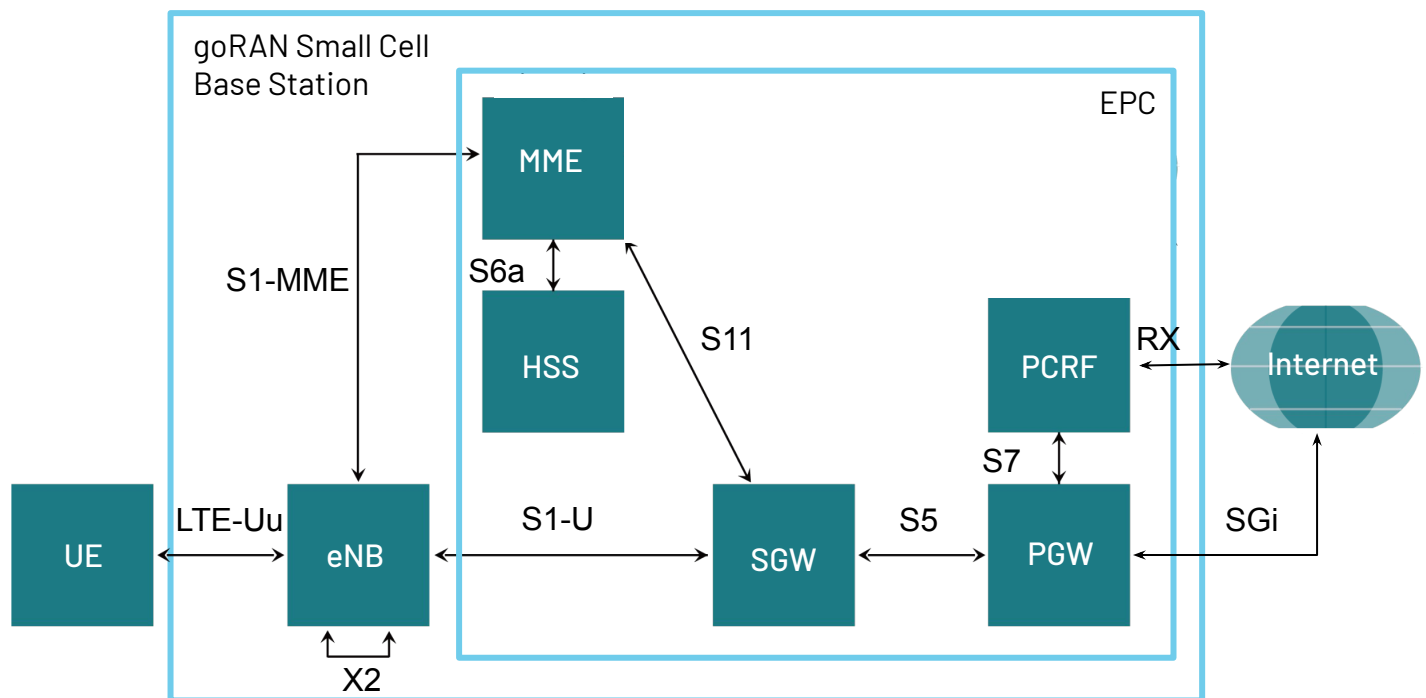 goRAN Small Cell
Base Station
EPC
MME
S1-MME
S6a
HSS
S11
PCRF
RX
Internet
S7
UE
LTE-Uu
eNB
S1-U
SGW
S5
PGW
SGi
X2